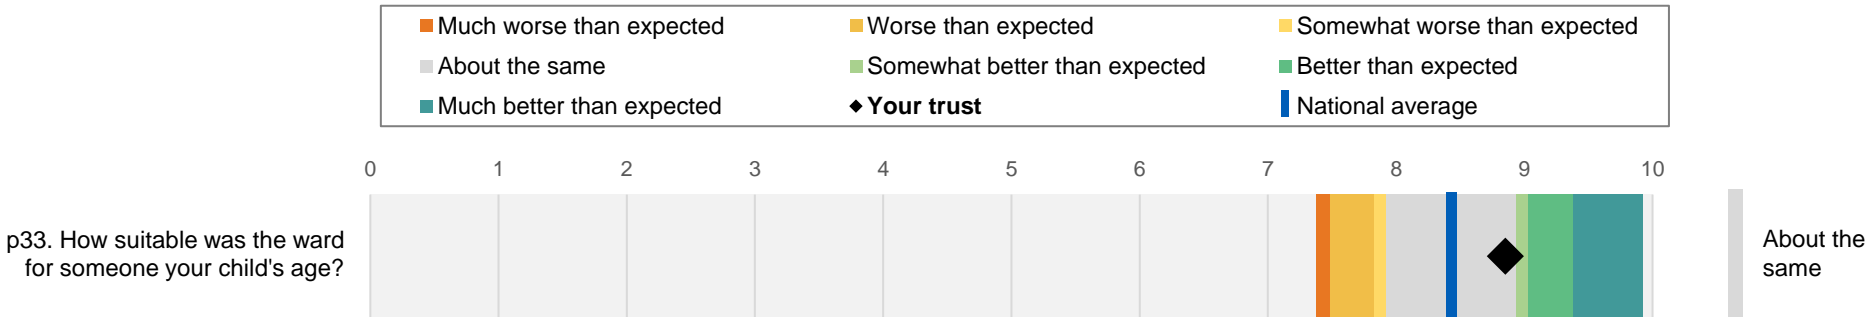 Much worse than expected
Worse than expected
Somewhat worse than expected
About the same
Somewhat better than expected
Better than expected
Much better than expected
Your trust
National average
0 1 2 3 4 5 6 7 8 9 10
p33. How suitable was the ward
for someone your child's age?
About the
same